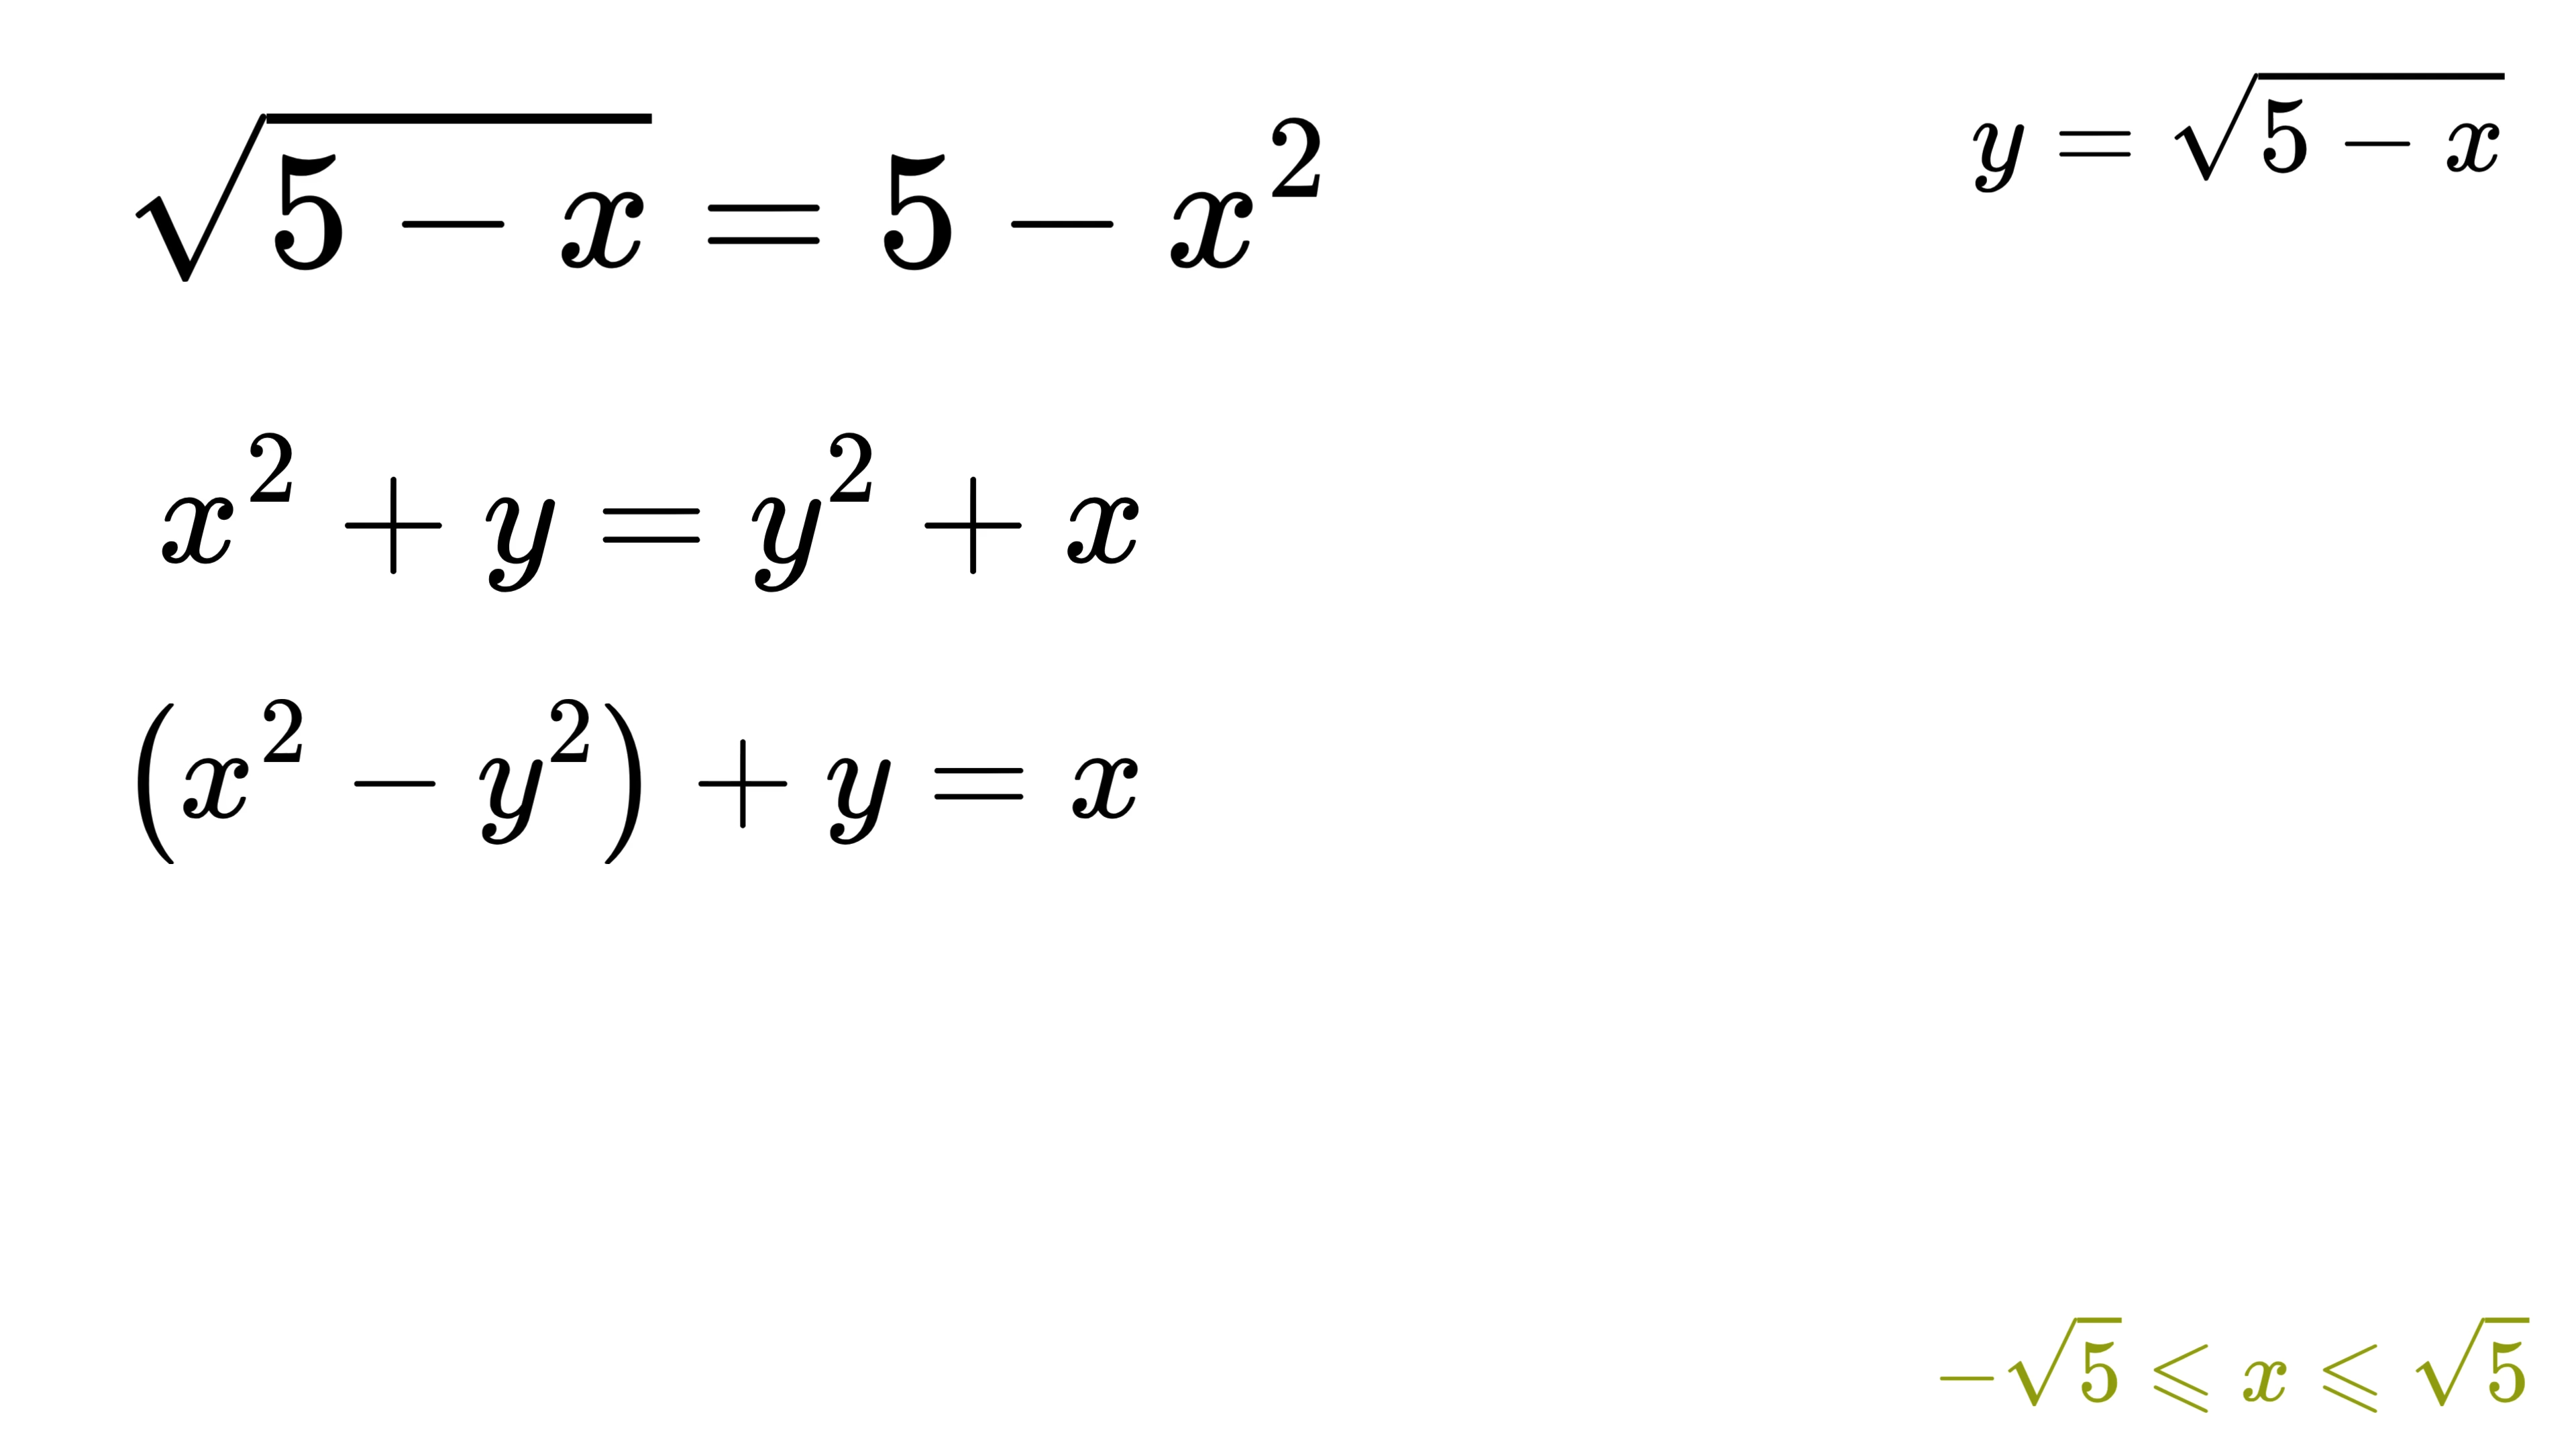 √(5 − x) = 5 − x²
y = √(5 − x)
x² + y = y² + x
(x² − y²) + y = x
−√5 ⩽ x ⩽ √5